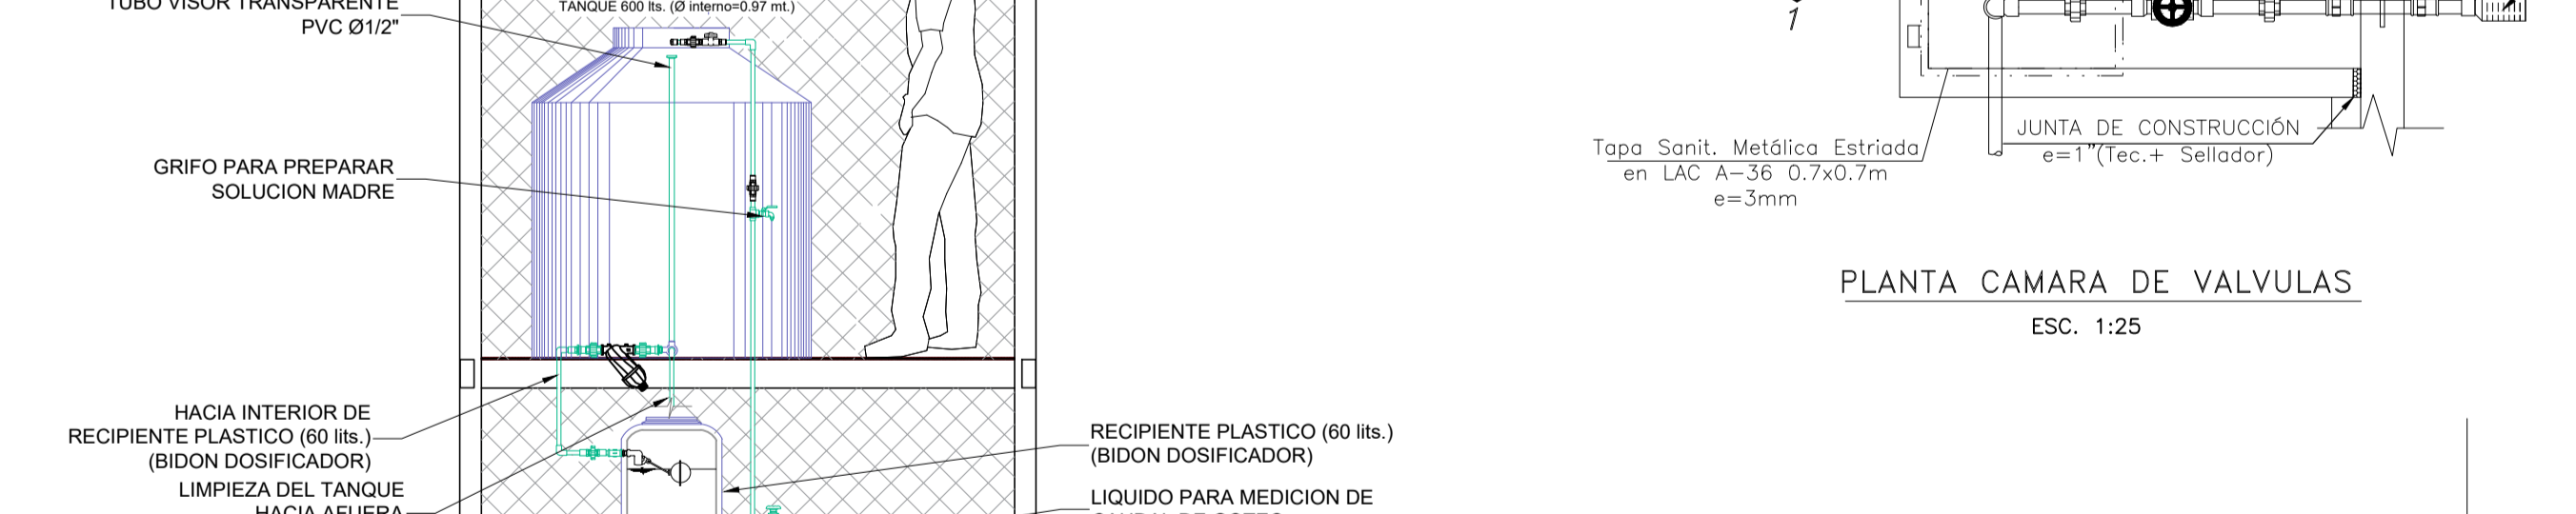 TUBO VISOR TRANSPARENTE
PVC Ø1/2"
TANQUE 600 lts. (Ø interno=0.97 mt.)
GRIFO PARA PREPARAR
SOLUCION MADRE
HACIA INTERIOR DE
RECIPIENTE PLASTICO (60 lits.)
(BIDON DOSIFICADOR)
LIMPIEZA DEL TANQUE
HACIA AFUERA
RECIPIENTE PLASTICO (60 lits.)
(BIDON DOSIFICADOR)
LIQUIDO PARA MEDICION DE
1
Tapa Sanit. Metálica Estriada
en LAC A-36 0.7x0.7m
e=3mm
JUNTA DE CONSTRUCCIÓN
e=1"(Tec.+ Sellador)
PLANTA CAMARA DE VALVULAS
ESC. 1:25